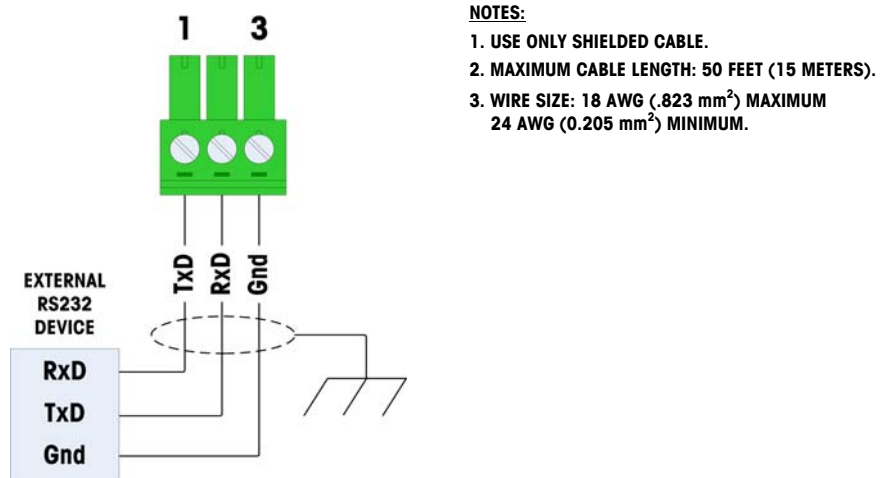 1 3
TxD RxD Gnd
EXTERNAL
RS232
DEVICE
RxD
TxD
Gnd
NOTES:
1. USE ONLY SHIELDED CABLE.
2. MAXIMUM CABLE LENGTH: 50 FEET (15 METERS).
3. WIRE SIZE: 18 AWG (.823 mm²) MAXIMUM
24 AWG (0.205 mm²) MINIMUM.